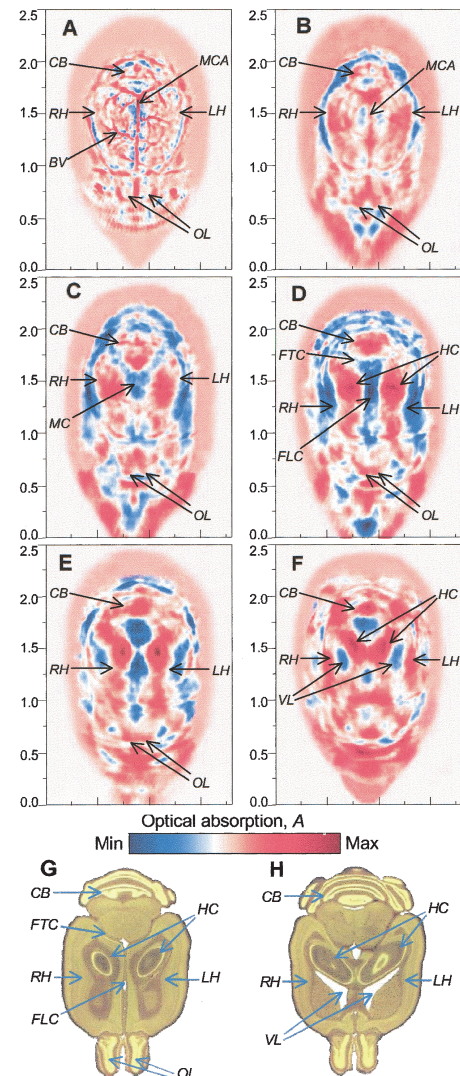 A B
2.5 2.5
CB MCA CB MCA
2.0 2.0
RH LH RH LH
1.5 1.5
BV
1.0 1.0
0.5 0.5
OL OL
0.0 0.0
C D
2.5 2.5
CB CB
FTC HC
2.0 2.0
RH LH RH LH
1.5 1.5
MC
FLC
1.0 1.0
0.5 0.5
OL OL
0.0 0.0
E F
2.5 2.5
CB CB HC
2.0 2.0
RH LH RH LH
1.5 1.5
VL
1.0 1.0
0.5 0.5
OL
0.0 0.0
Optical absorption, A
Min Max
G H
CB HC CB HC
FTC
RH LH RH LH
FLC VL
OL